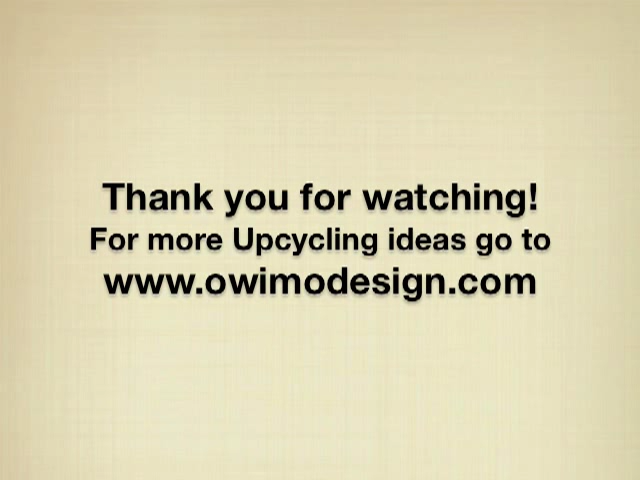 Thank you for watching!
For more Upcycling ideas go to
www.owimodesign.com